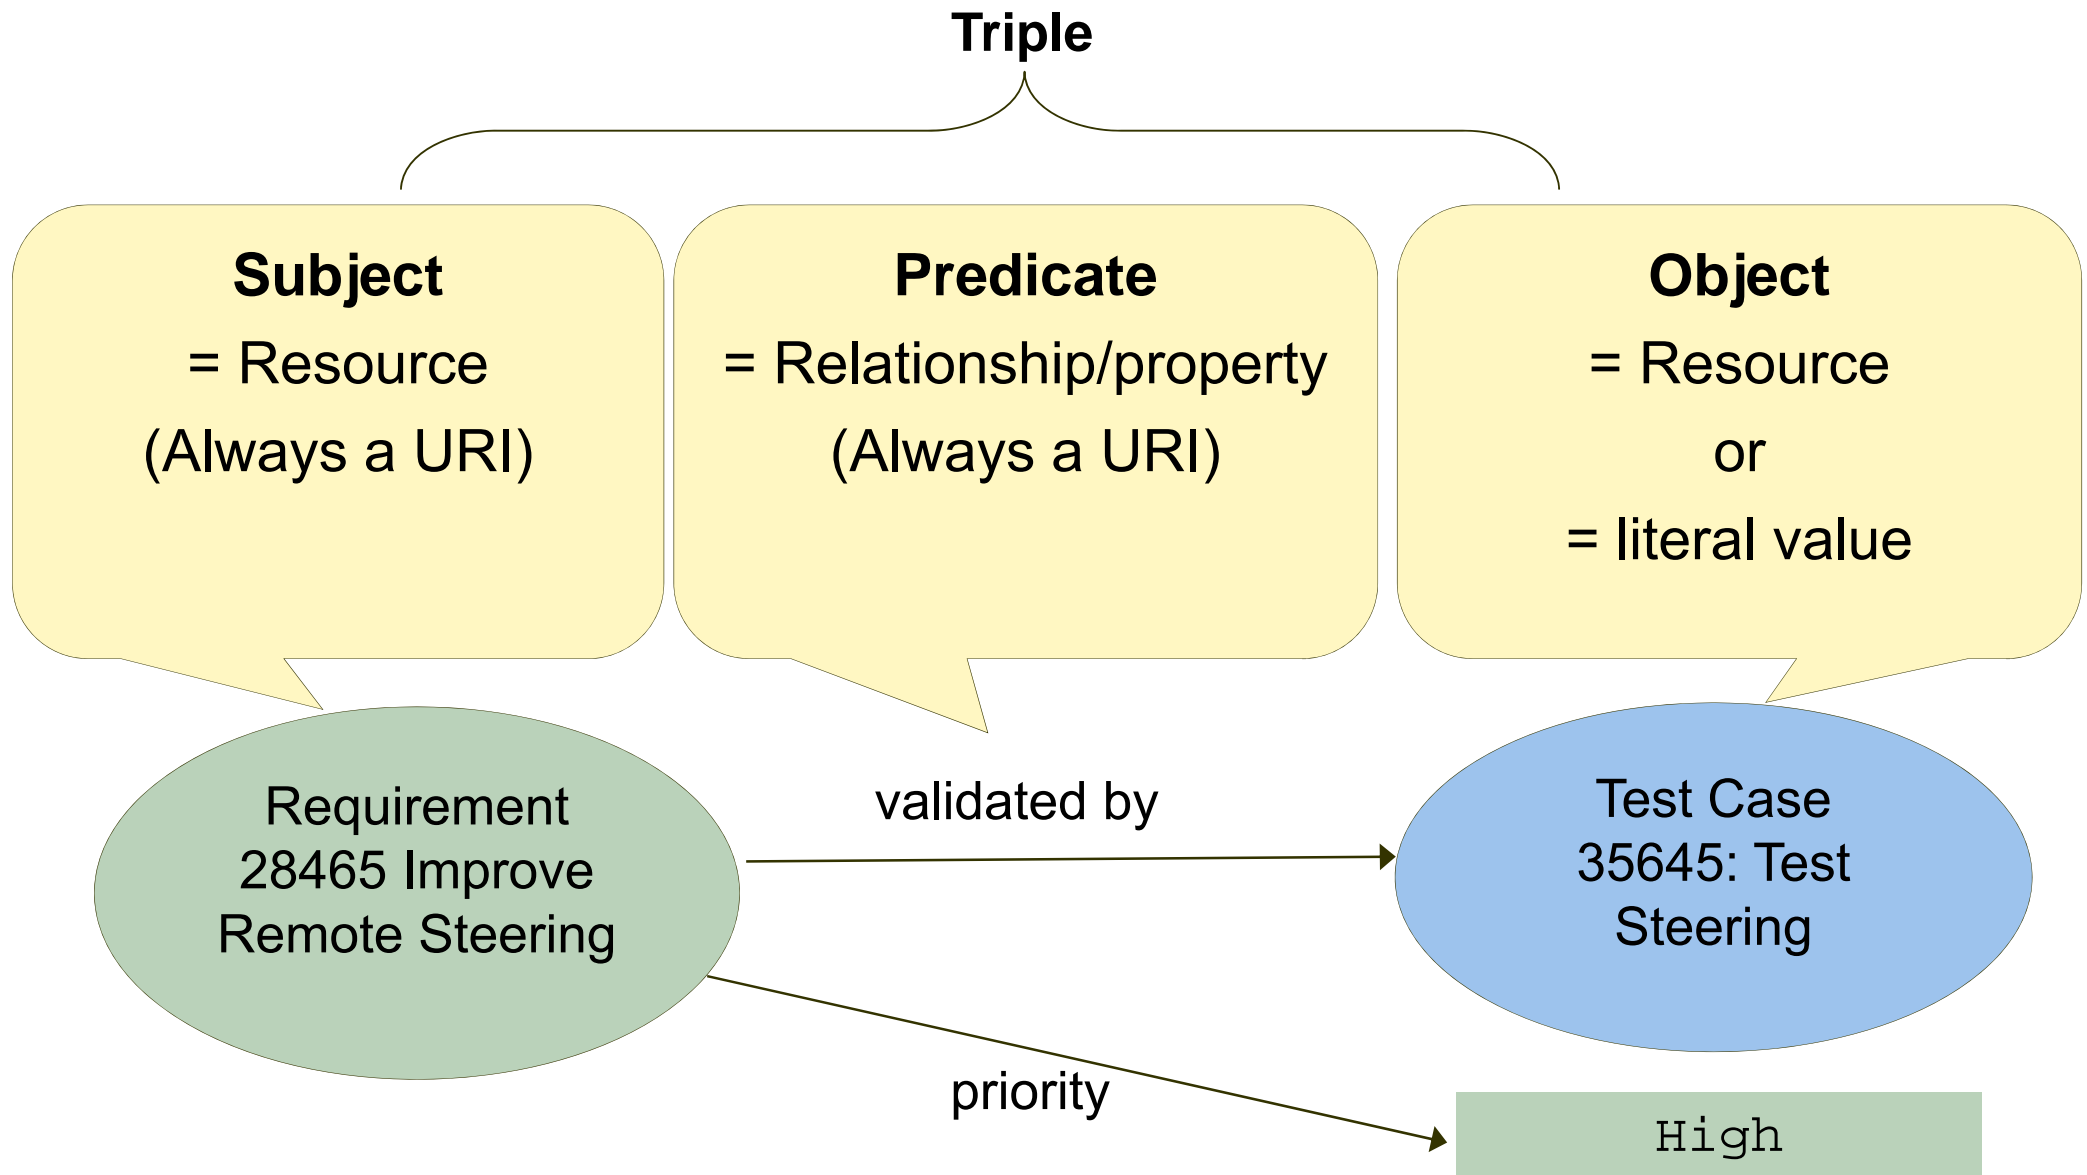 Triple
Subject
= Resource
(Always a URI)
Predicate
= Relationship/property
(Always a URI)
Object
= Resource
or
= literal value
Requirement
28465 Improve
Remote Steering
validated by
Test Case
35645: Test
Steering
priority
High